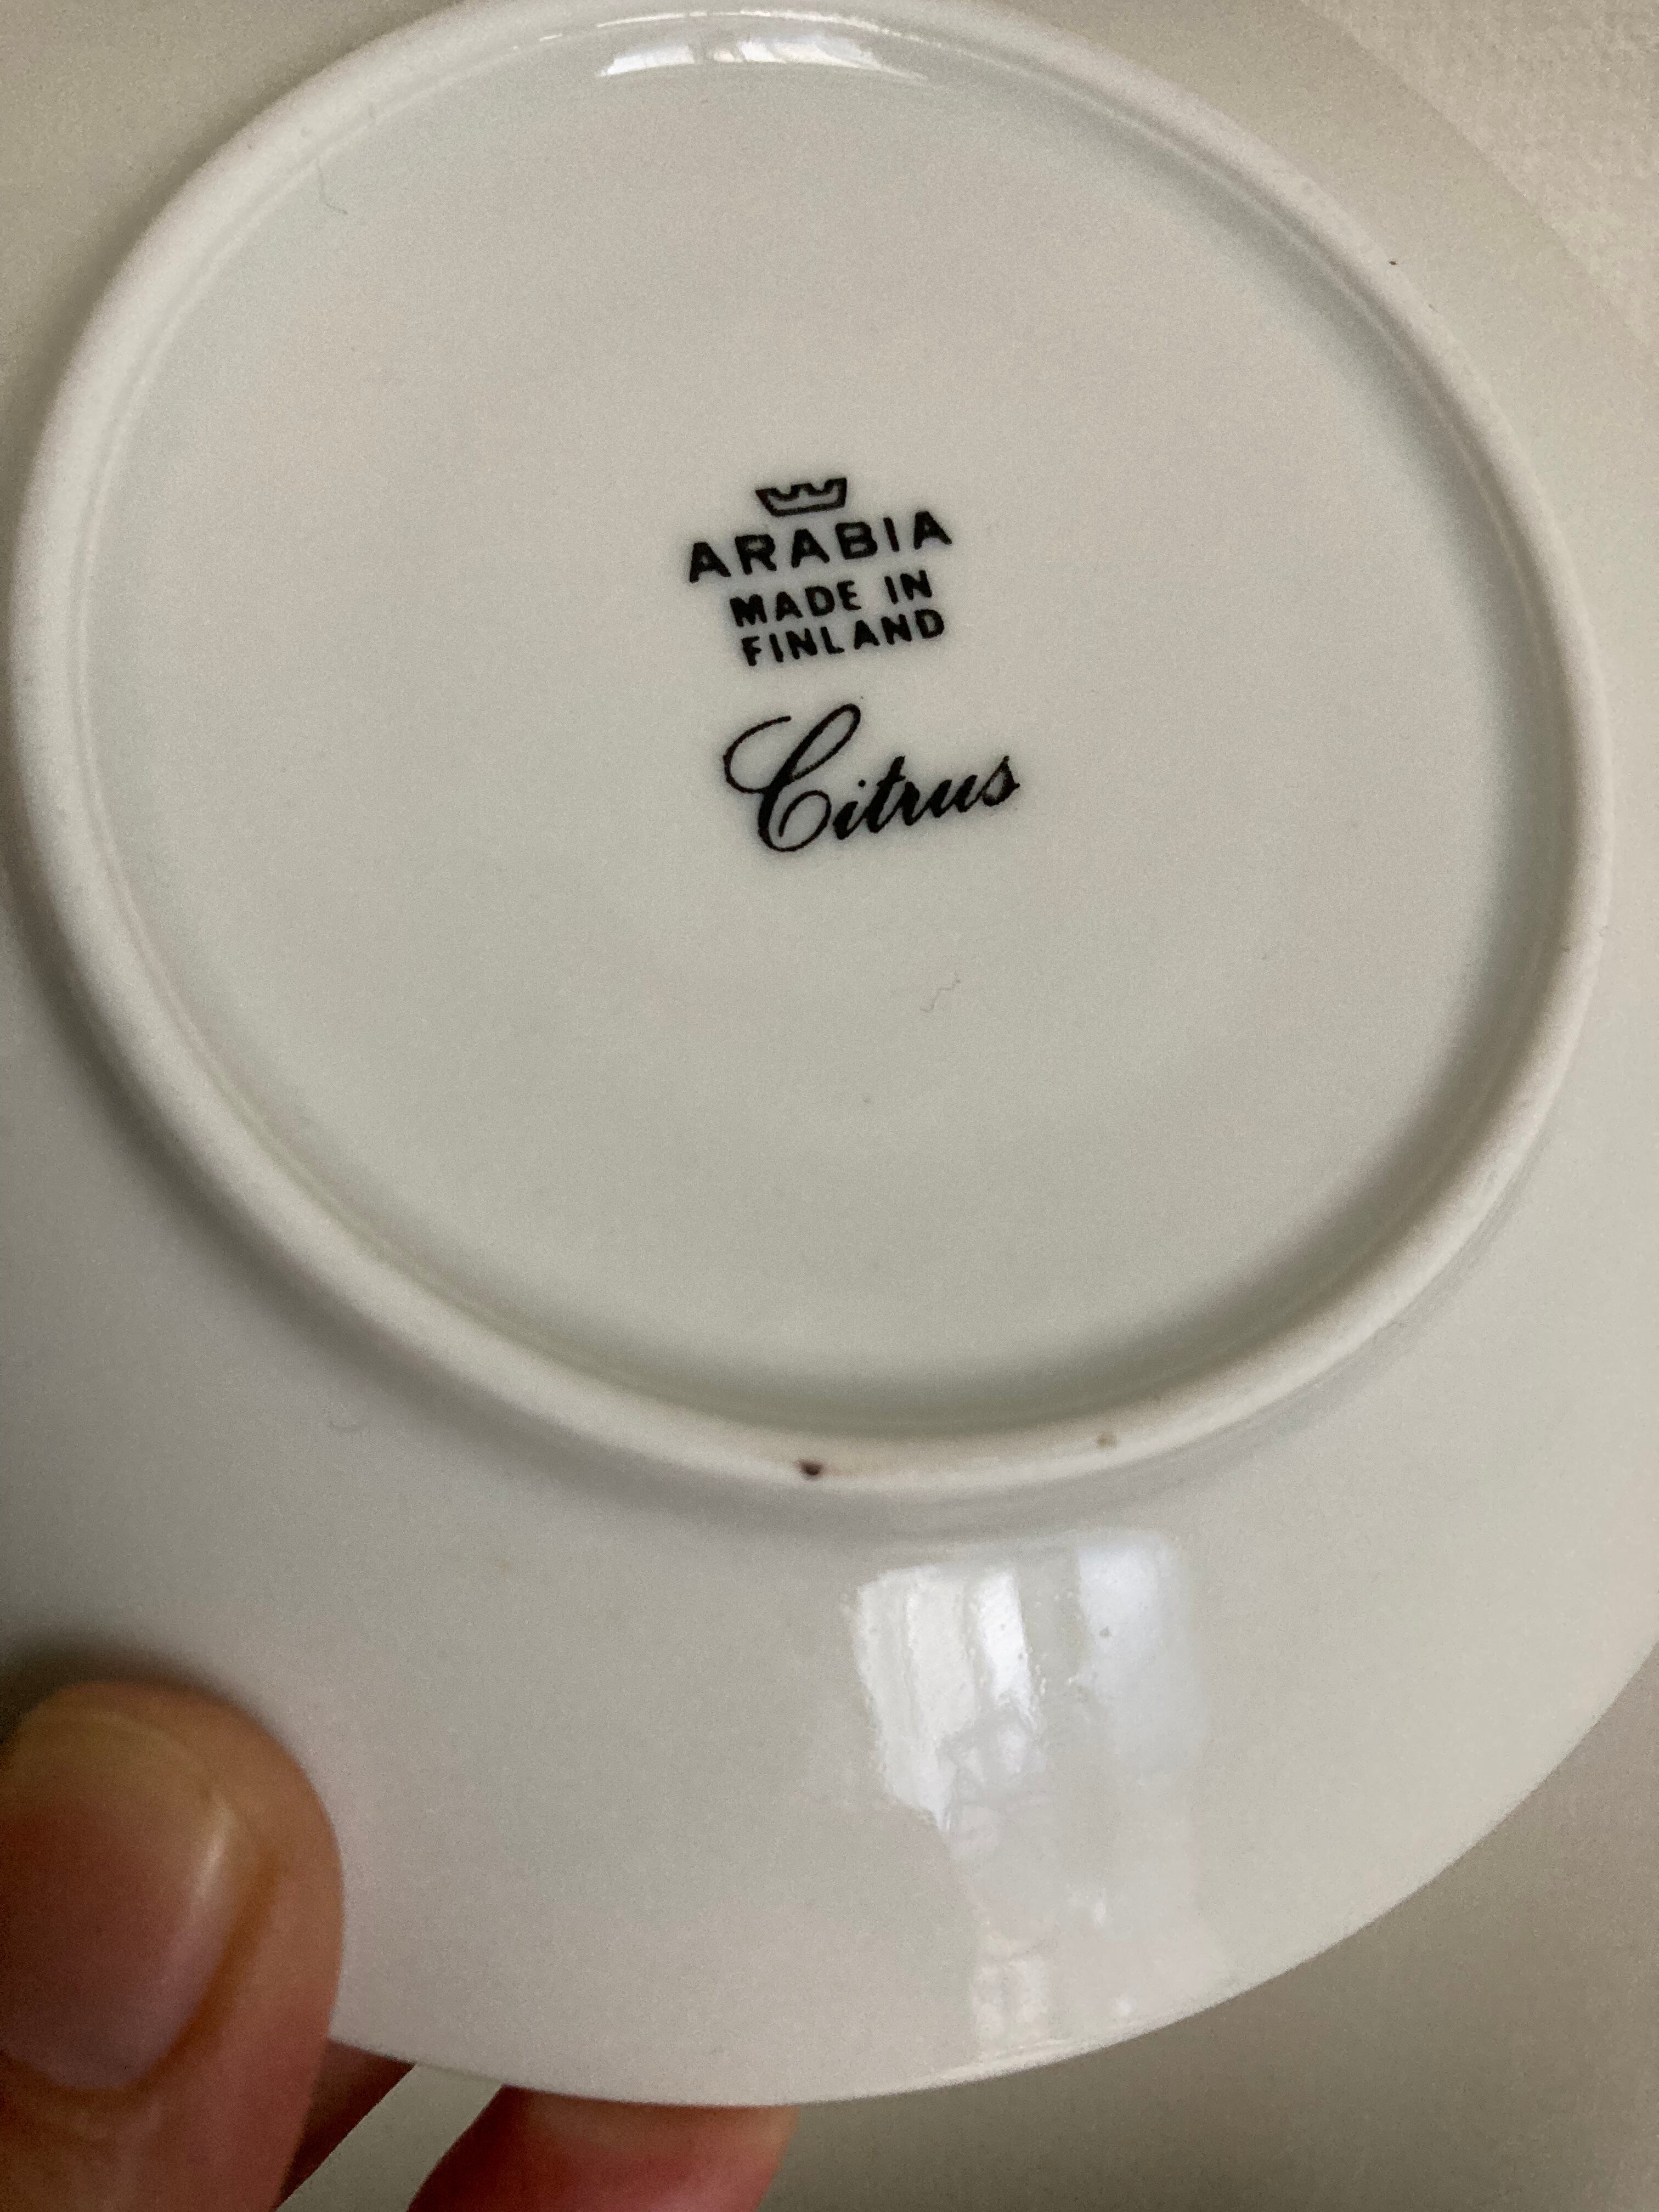 ARABIA
MADE IN
FINLAND
Citrus